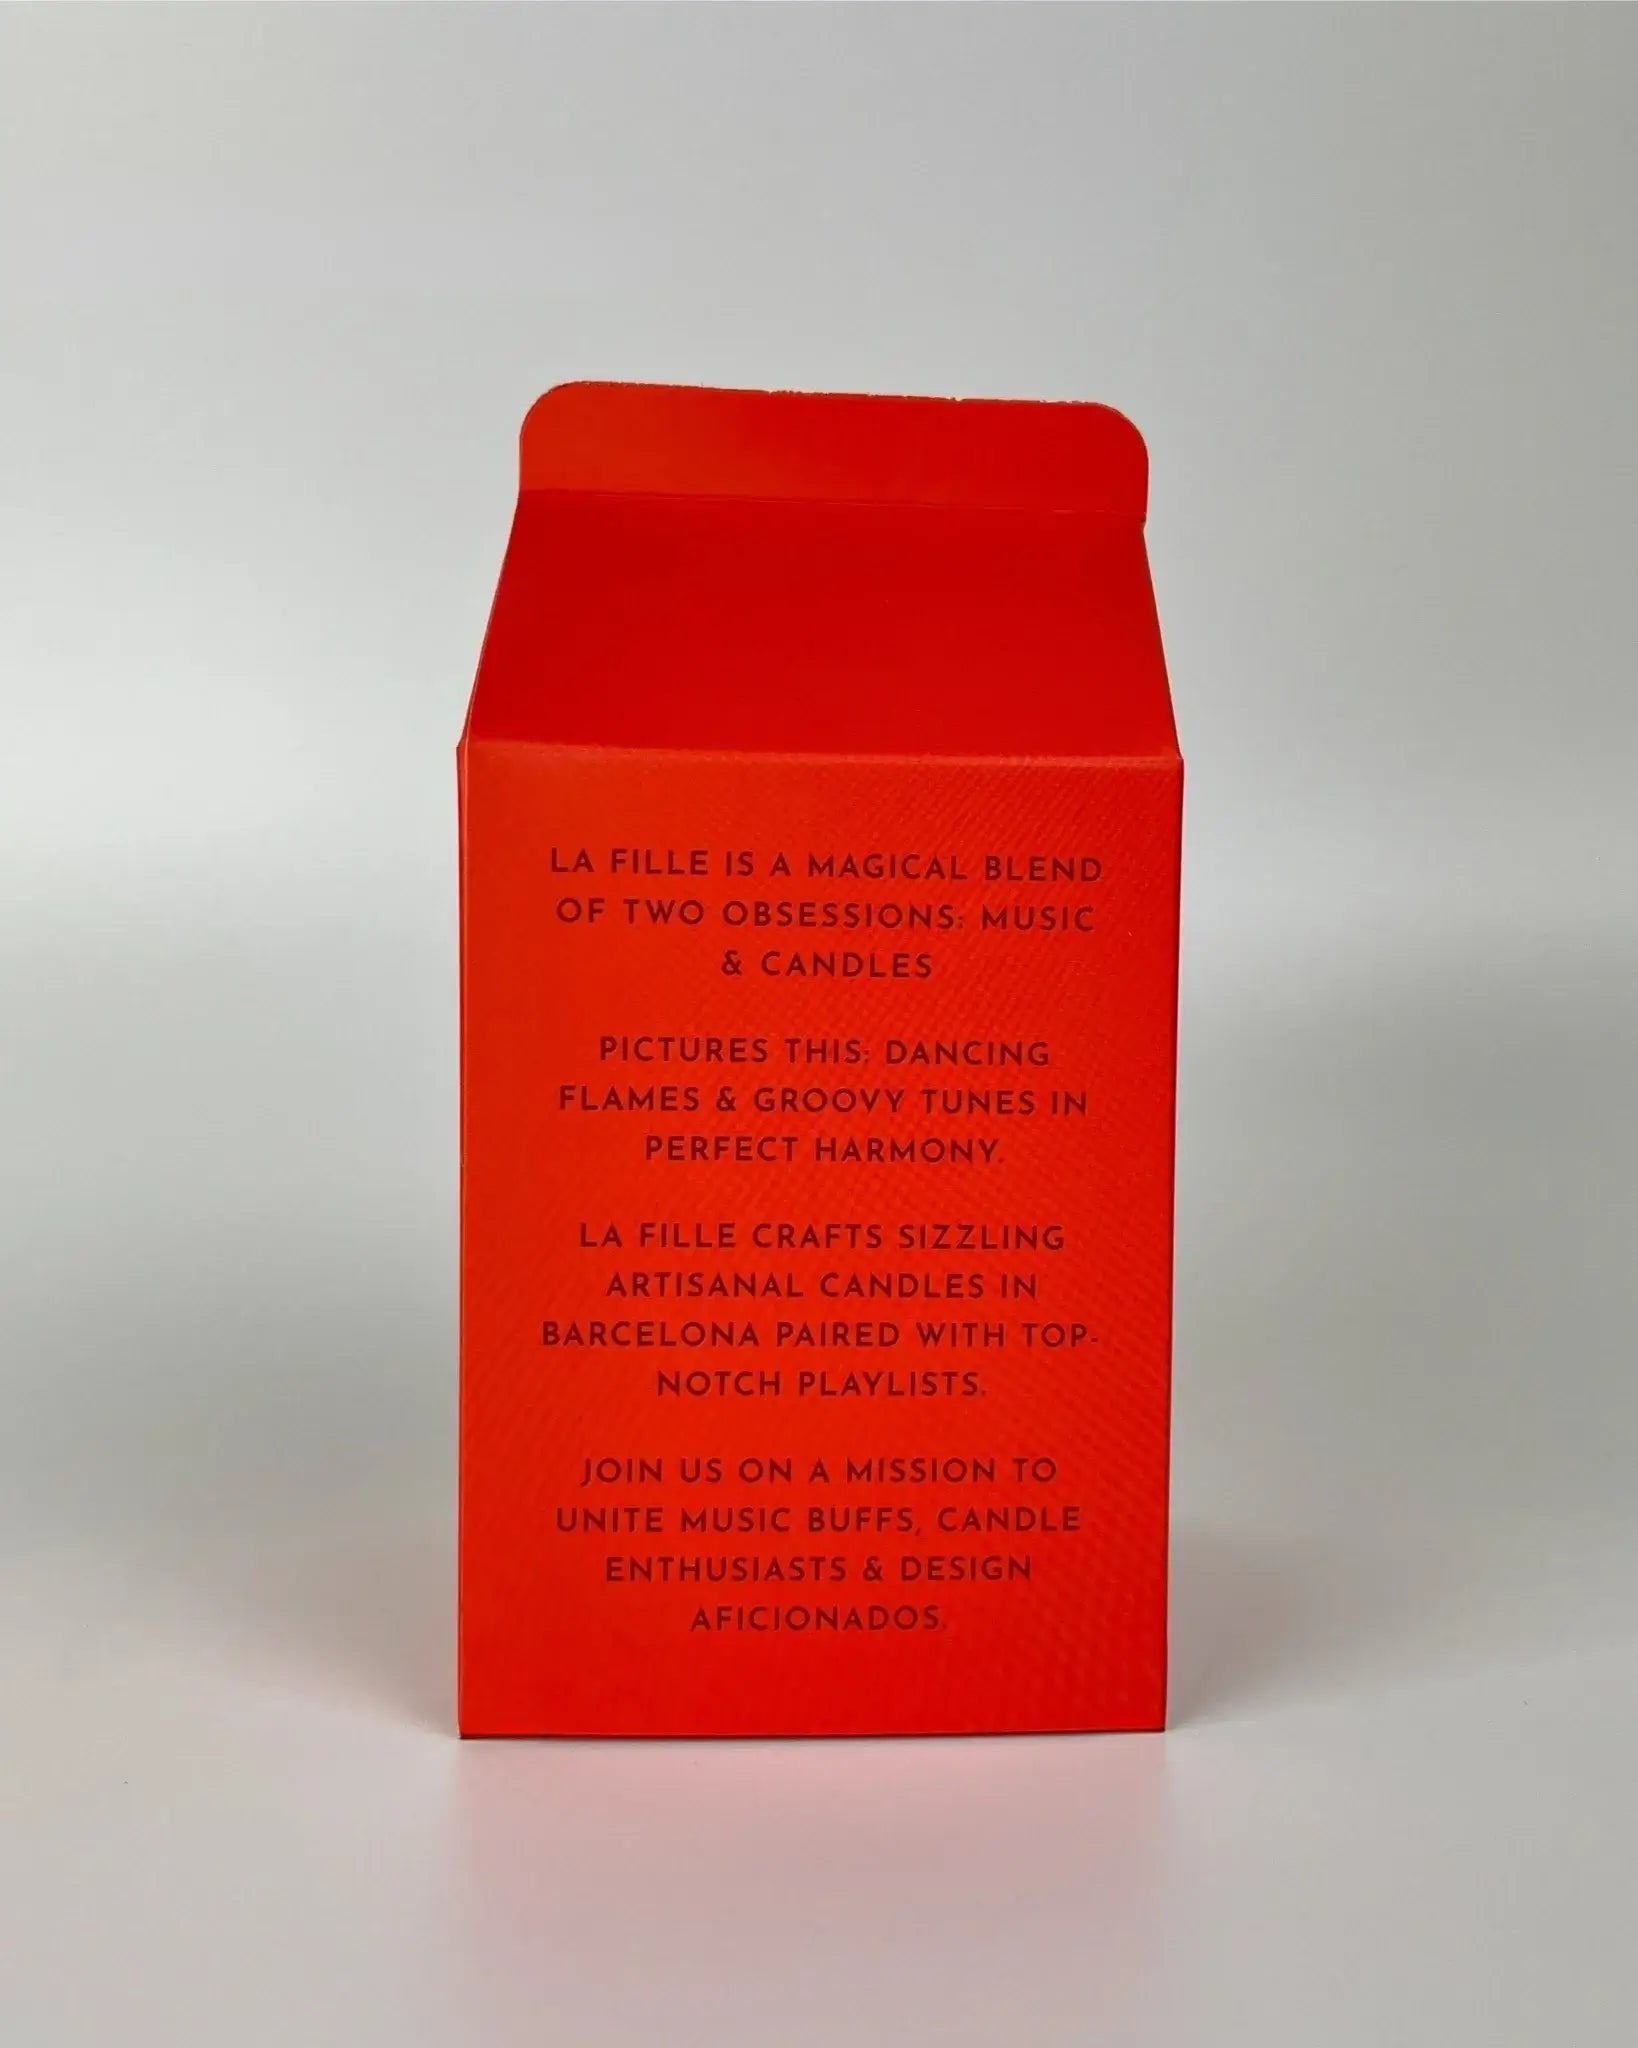 LA FILLE IS A MAGICAL BLEND
OF TWO OBSESSIONS: MUSIC
& CANDLES
PICTURES THIS: DANCING
FLAMES & GROOVY TUNES IN
PERFECT HARMONY.
LA FILLE CRAFTS SIZZLING
ARTISANAL CANDLES IN
BARCELONA PAIRED WITH TOP-
NOTCH PLAYLISTS.
JOIN US ON A MISSION TO
UNITE MUSIC BUFFS, CANDLE
ENTHUSIASTS & DESIGN
AFICIONADOS.